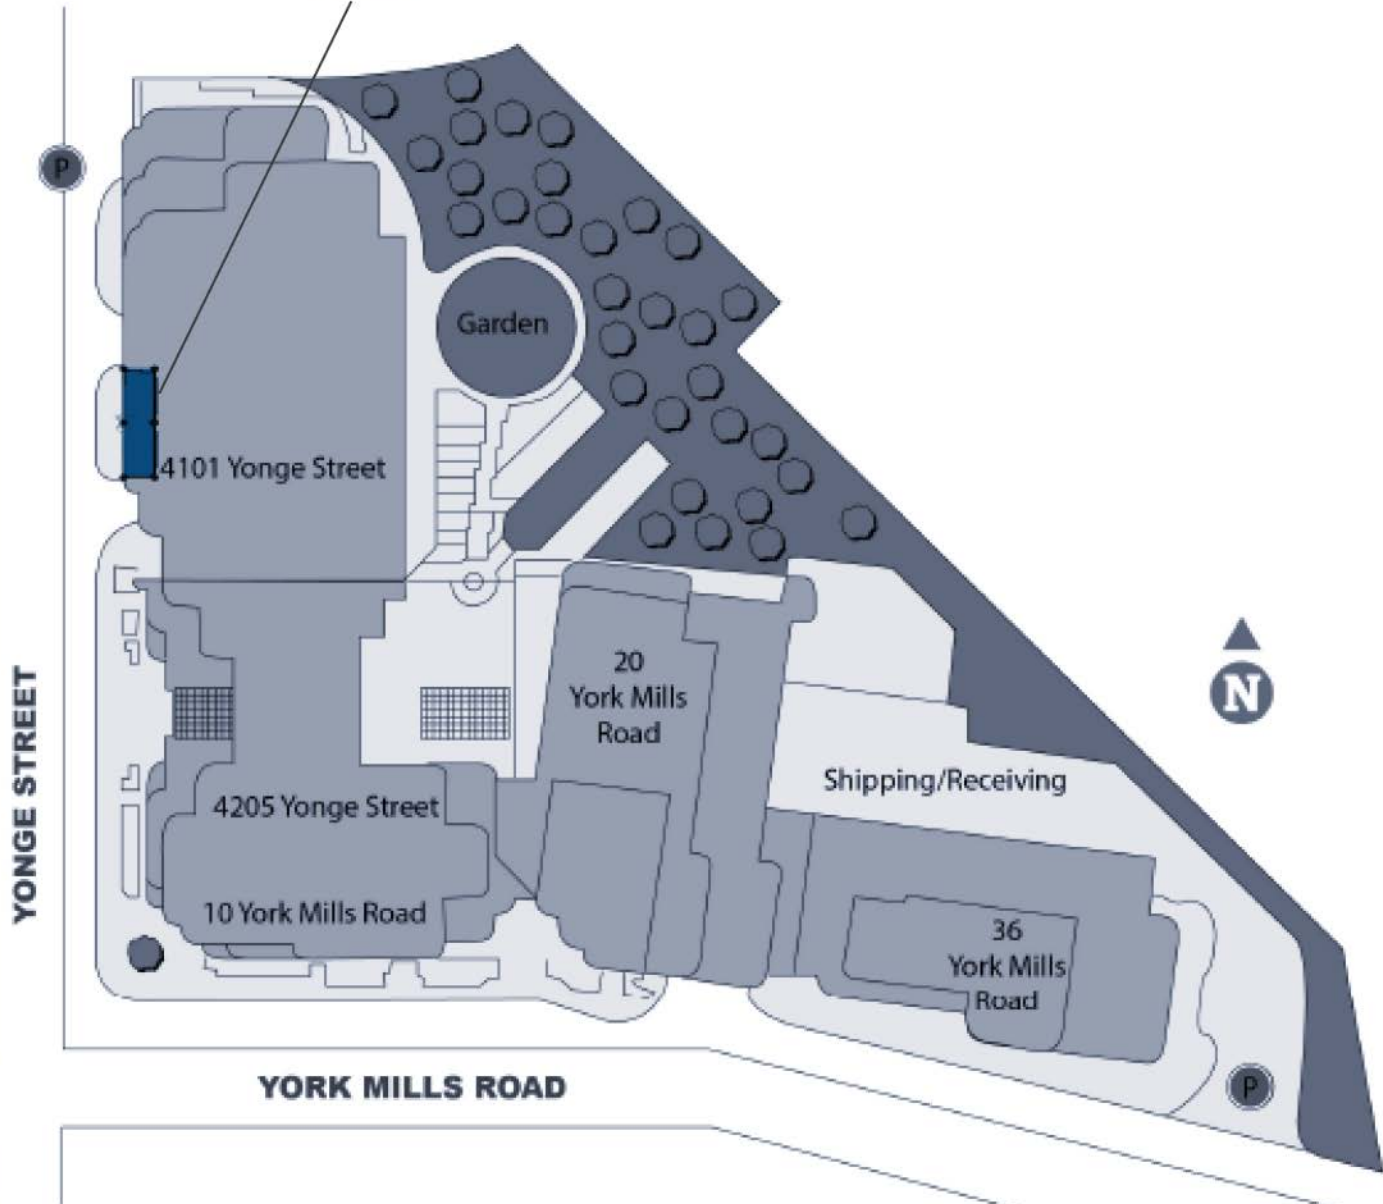 P
Garden
4101 Yonge Street
20
York Mills
Road
N
YONGE STREET
Shipping/Receiving
4205 Yonge Street
10 York Mills Road
36
York Mills
Road
P
YORK MILLS ROAD